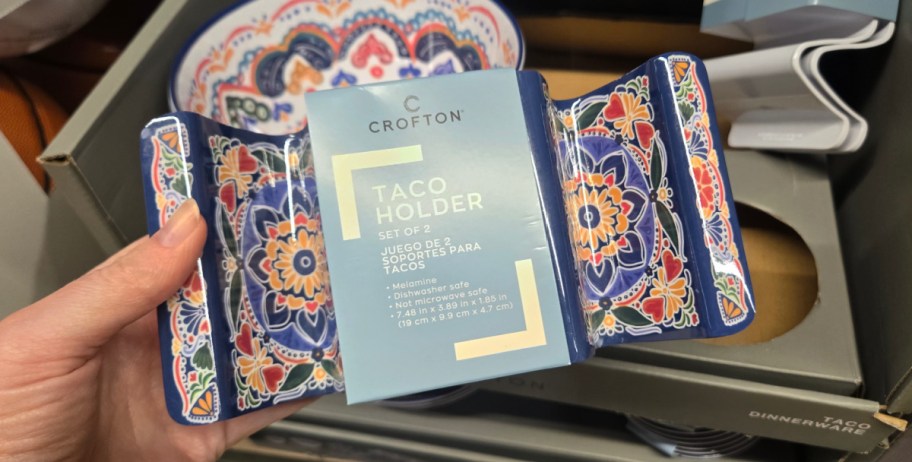 C
CROFTON®
TACO
HOLDER
SET OF 2
JUEGO DE 2
SOPORTES PARA
TACOS
• Melamine
• Dishwasher safe
• Not microwave safe
• 7.48 in x 3.89 in x 1.85 in
(19 cm x 9.9 cm x 4.7 cm)
TACO
DINNERWARE